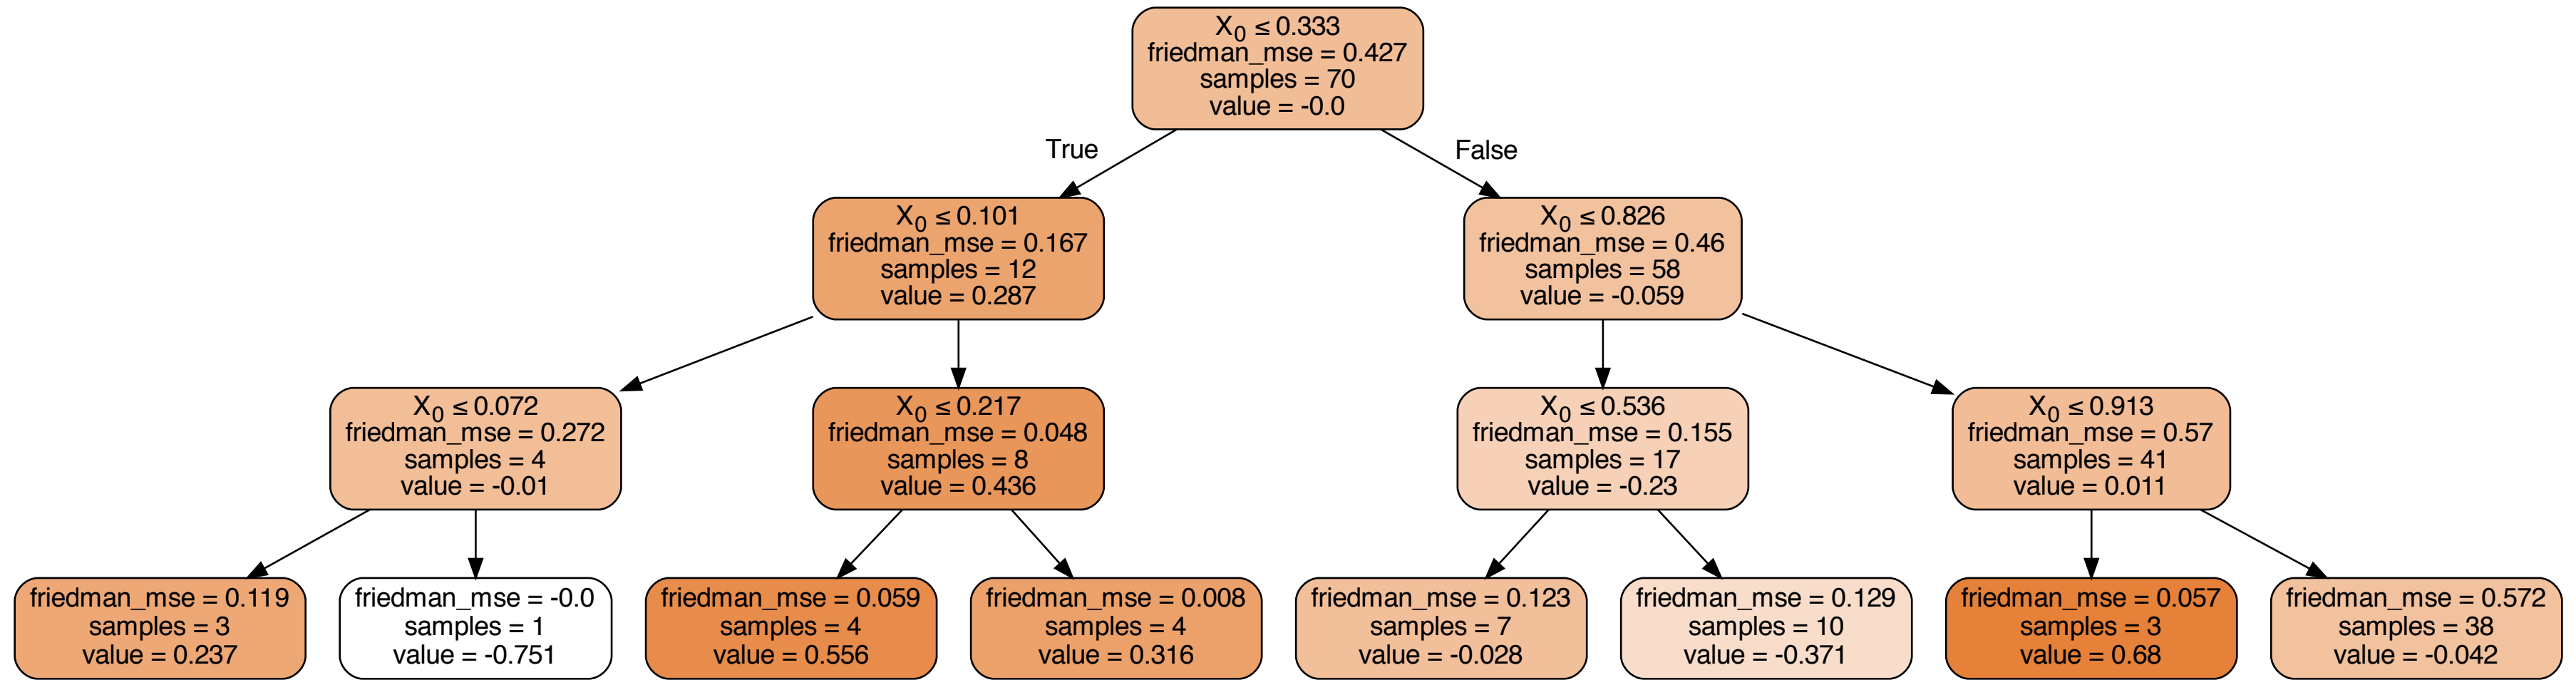 X0 ≤ 0.333
friedman_mse = 0.427
samples = 70
value = -0.0
True
False
X0 ≤ 0.101
friedman_mse = 0.167
samples = 12
value = 0.287
X0 ≤ 0.826
friedman_mse = 0.46
samples = 58
value = -0.059
X0 ≤ 0.072
friedman_mse = 0.272
samples = 4
value = -0.01
X0 ≤ 0.217
friedman_mse = 0.048
samples = 8
value = 0.436
X0 ≤ 0.536
friedman_mse = 0.155
samples = 17
value = -0.23
X0 ≤ 0.913
friedman_mse = 0.57
samples = 41
value = 0.011
friedman_mse = 0.119
samples = 3
value = 0.237
friedman_mse = -0.0
samples = 1
value = -0.751
friedman_mse = 0.059
samples = 4
value = 0.556
friedman_mse = 0.008
samples = 4
value = 0.316
friedman_mse = 0.123
samples = 7
value = -0.028
friedman_mse = 0.129
samples = 10
value = -0.371
friedman_mse = 0.057
samples = 3
value = 0.68
friedman_mse = 0.572
samples = 38
value = -0.042